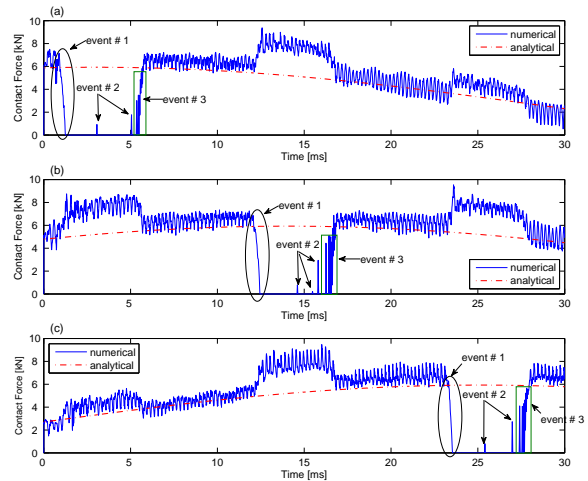 (a)
10
8
6
4
2
0
Contact Force [kN]
event # 1
event # 2
event # 3
numerical
analytical
0 5 10 15 20 25 30
Time [ms]
(b)
10
8
6
4
2
0
Contact Force [kN]
event # 1
event # 2
event # 3
numerical
analytical
0 5 10 15 20 25 30
Time [ms]
(c)
10
8
6
4
2
0
Contact Force [kN]
numerical
analytical
event # 1
event # 2
event # 3
0 5 10 15 20 25 30
Time [ms]